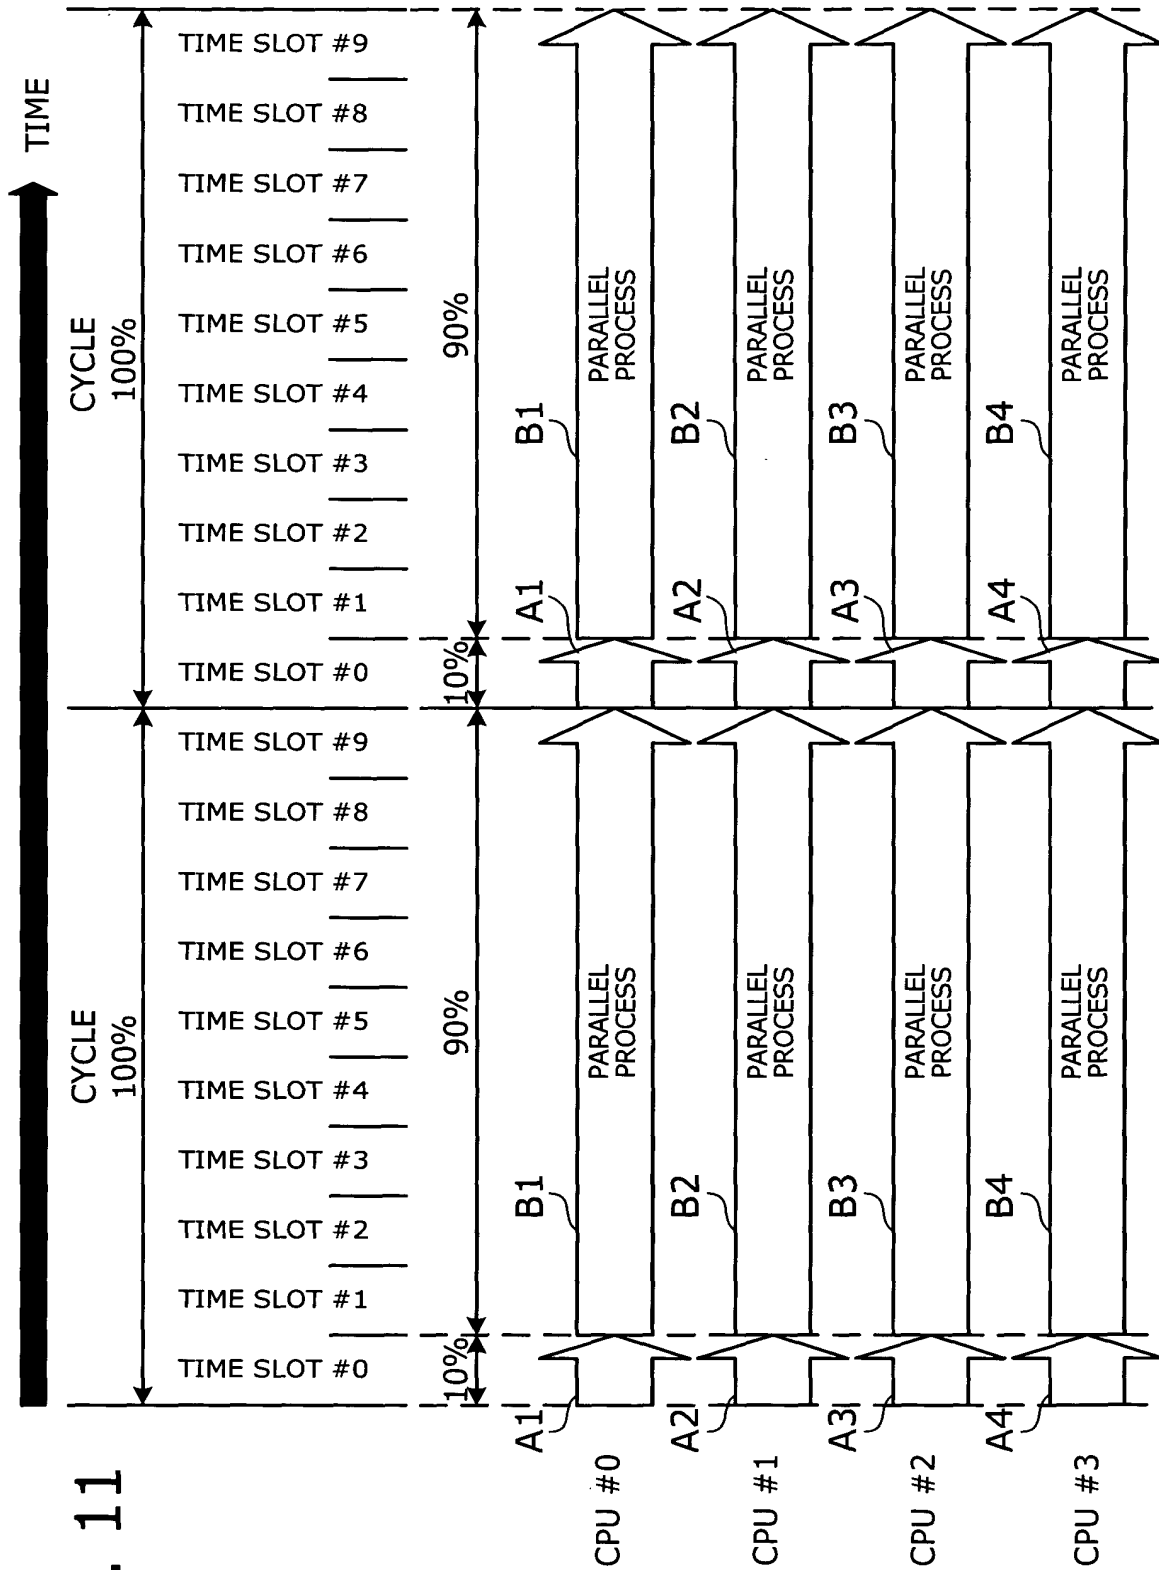 . 11
TIME
CYCLE
100%
CYCLE
100%
TIME SLOT #0
TIME SLOT #1
TIME SLOT #2
TIME SLOT #3
TIME SLOT #4
TIME SLOT #5
TIME SLOT #6
TIME SLOT #7
TIME SLOT #8
TIME SLOT #9
TIME SLOT #0
TIME SLOT #1
TIME SLOT #2
TIME SLOT #3
TIME SLOT #4
TIME SLOT #5
TIME SLOT #6
TIME SLOT #7
TIME SLOT #8
TIME SLOT #9
10%
90%
10%
90%
CPU #0
A1
B1
PARALLEL
PROCESS
A1
B1
PARALLEL
PROCESS
CPU #1
A2
B2
PARALLEL
PROCESS
A2
B2
PARALLEL
PROCESS
CPU #2
A3
B3
PARALLEL
PROCESS
A3
B3
PARALLEL
PROCESS
CPU #3
A4
B4
PARALLEL
PROCESS
A4
B4
PARALLEL
PROCESS